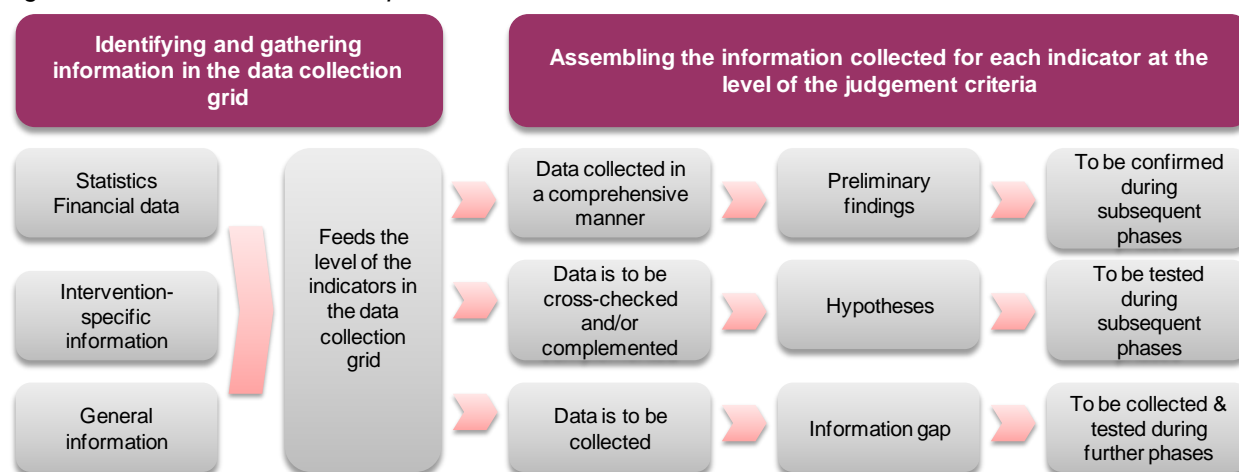 Identifying and gathering
information in the data collection
grid
Assembling the information collected for each indicator at the
level of the judgement criteria
Statistics
Financial data
Intervention-
specific
information
General
information
Feeds the
level of the
indicators in
the data
collection
grid
Data collected in
a comprehensive
manner
Preliminary
findings
To be confirmed
during
subsequent
phases
Data is to be
cross-checked
and/or
complemented
Hypotheses
To be tested
during
subsequent
phases
Data is to be
collected
Information gap
To be collected &
tested during
further phases